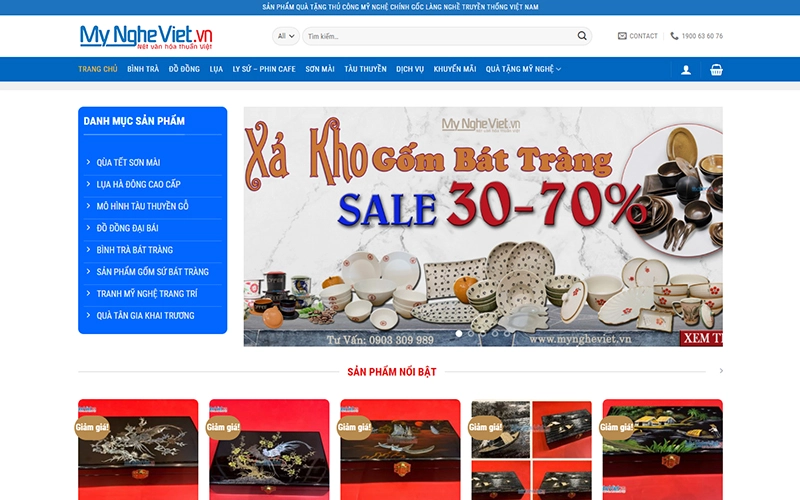 SẢN PHẨM QUÀ TẶNG THỦ CÔNG MỸ NGHỆ CHÍNH GỐC LÀNG NGHỀ TRUYỀN THỐNG VIỆT NAM
My NgheViet.vn
Nét văn hóa thuần Việt
All
Tìm kiếm...
CONTACT
1900 63 60 76
TRANG CHỦ BÌNH TRÀ ĐỒ ĐỒNG LỤA LY SỨ – PHIN CAFE SƠN MÀI TÀU THUYỀN DỊCH VỤ KHUYẾN MÃI QUÀ TẶNG MỸ NGHỆ
DANH MỤC SẢN PHẨM
QÙA TẾT SƠN MÀI
LỤA HÀ ĐÔNG CAO CẤP
MÔ HÌNH TÀU THUYỀN GỖ
ĐỒ ĐỒNG ĐẠI BÁI
BÌNH TRÀ BÁT TRÀNG
SẢN PHẨM GỐM SỨ BÁT TRÀNG
TRANH MỸ NGHỆ TRANG TRÍ
QUÀ TÂN GIA KHAI TRƯƠNG
My NgheViet.vn
Xả Kho Gốm Bát Tràng
SALE 30-70%
Tư Vấn: 0903 309 989
www.myngheviet.vn
XEM
SẢN PHẨM NỔI BẬT
Giảm giá!
Giảm giá!
Giảm giá!
Giảm giá!
Giảm giá!